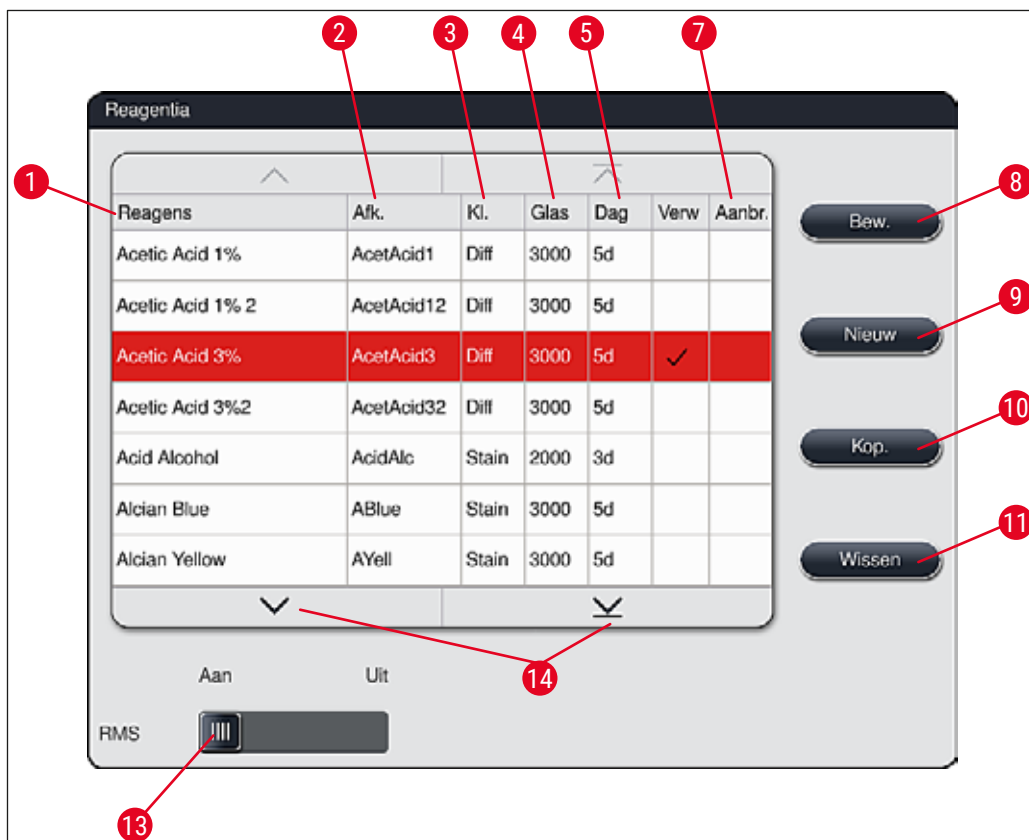 2 3 4 5 7
Reagentia
1
8
Reagens Afk. Kl. Glas Dag Verw Aanbr.
Bew.
Acetic Acid 1% AcetAcid1 Diff 3000 5d
Acetic Acid 1% 2 AcetAcid12 Diff 3000 5d
9
Nieuw
Acetic Acid 3% AcetAcid3 Diff 3000 5d
Acetic Acid 3%2 AcetAcid32 Diff 3000 5d
10
Kop.
Acid Alcohol AcidAlc Stain 2000 3d
Alcian Blue ABlue Stain 3000 5d
11
Alcian Yellow AYell Stain 3000 5d
Wissen
Aan Uit
14
RMS
13